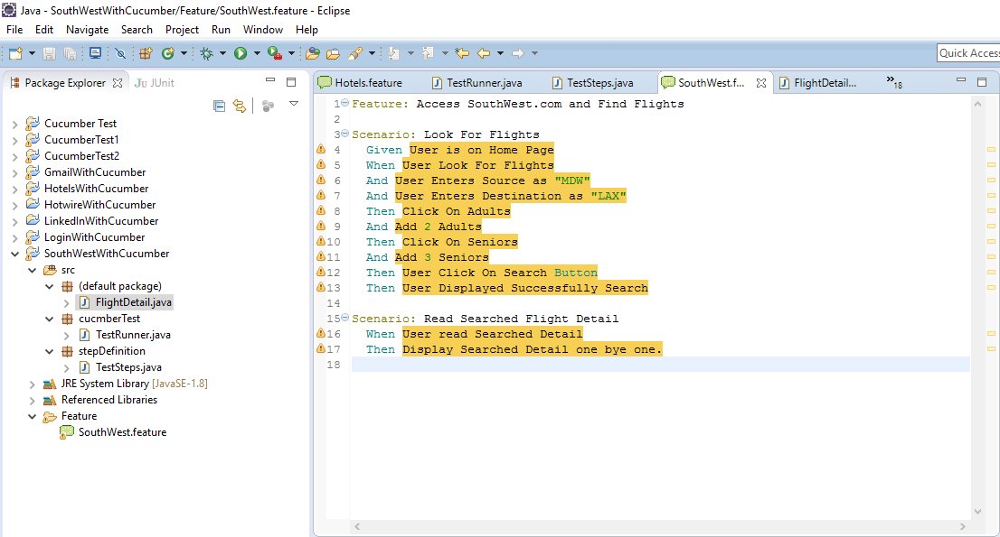 Java - SouthWestWithCucumber/Feature/SouthWest.feature - Eclipse
File Edit Navigate Search Project Run Window Help
Quick Access
Package Explorer JUnit
Cucumber Test
CucumberTest1
CucumberTest2
GmailWithCucumber
HotelsWithCucumber
HotwireWithCucumber
LinkedInWithCucumber
LoginWithCucumber
SouthWestWithCucumber
src
(default package)
FlightDetail.java
cucmberTest
TestRunner.java
stepDefinition
TestSteps.java
JRE System Library [JavaSE-1.8]
Referenced Libraries
Feature
SouthWest.feature
Hotels.feature TestRunner.java TestSteps.java SouthWest.f... FlightDetail... »18
1 Feature: Access SouthWest.com and Find Flights
2
3 Scenario: Look For Flights
4 Given User is on Home Page
5 When User Look For Flights
6 And User Enters Source as "MDW"
7 And User Enters Destination as "LAX"
8 Then Click On Adults
9 And Add 2 Adults
10 Then Click On Seniors
11 And Add 3 Seniors
12 Then User Click On Search Button
13 Then User Displayed Successfully Search
14
15 Scenario: Read Searched Flight Detail
16 When User read Searched Detail
17 Then Display Searched Detail one bye one.
18